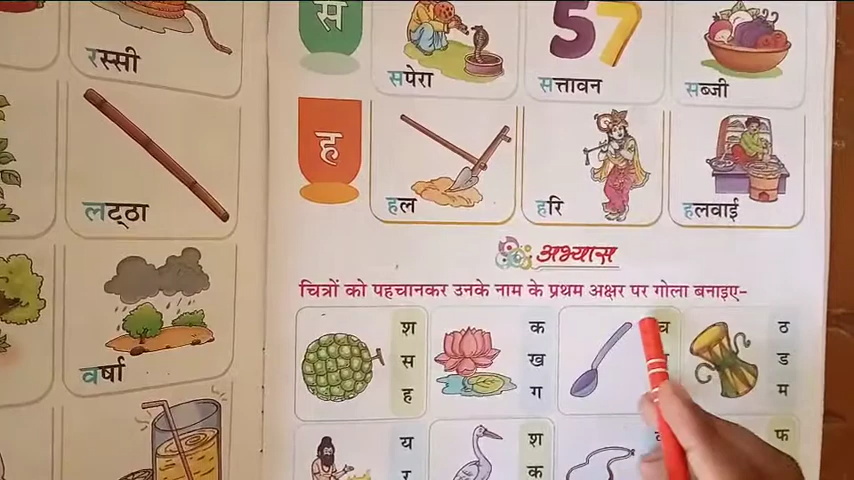 रस्सी
लट्ठा
वर्षा
स
सपेरा
57
सत्तावन
सब्जी
ह
हल
हरि
हलवाई
अभ्यास
चित्रों को पहचानकर उनके नाम के प्रथम अक्षर पर गोला बनाइए–
श
स
ह
क
ख
ग
च
ठ
ड
म
य
र
श
क
फ